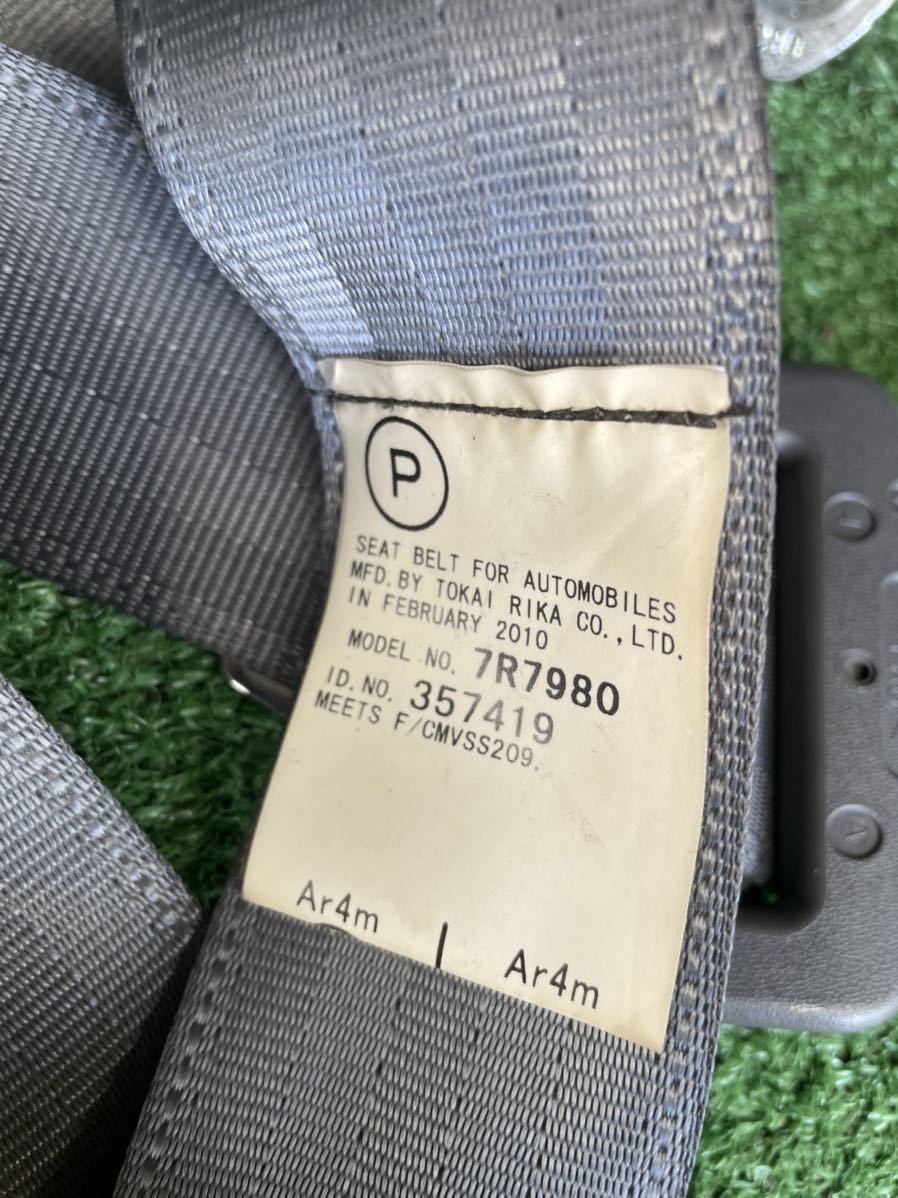 P
SEAT BELT FOR AUTOMOBILES
MFD. BY TOKAI RIKA CO., LTD.
IN FEBRUARY 2010
MODEL NO. 7R7980
ID. NO. 357419
MEETS F/CMVSS209.
Ar4m | Ar4m
A